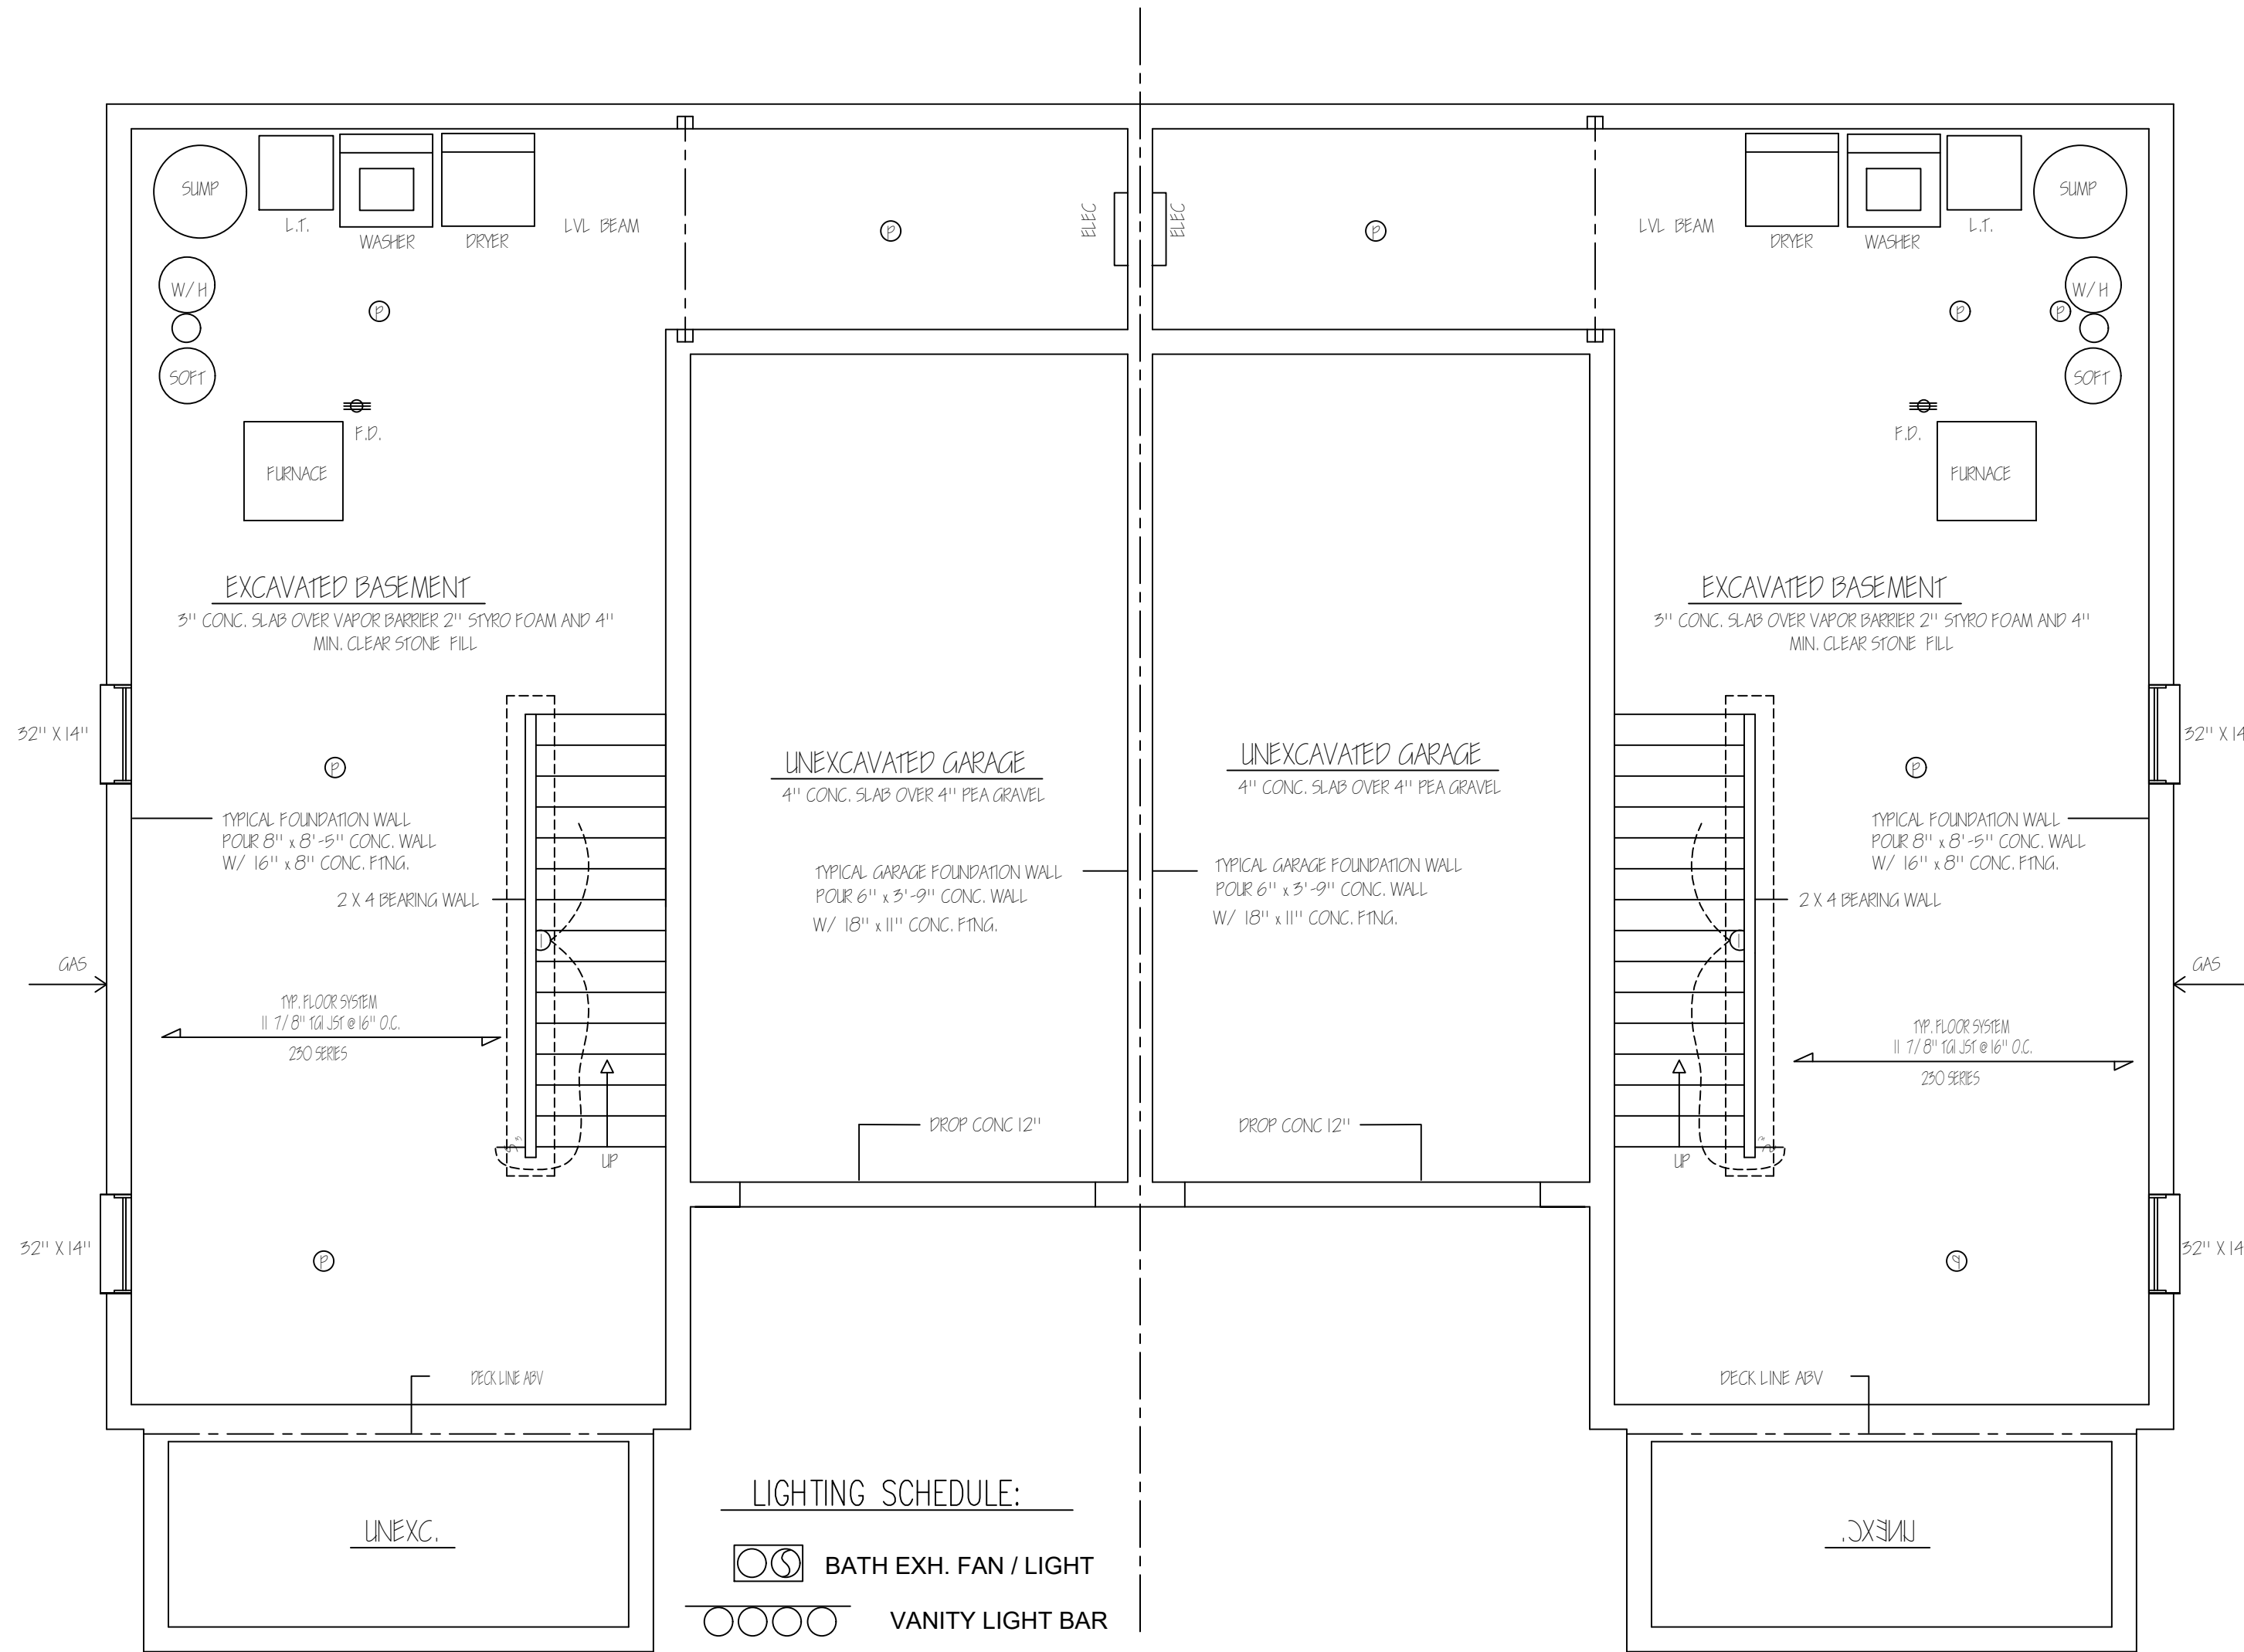 SUMP
L.T.
WASHER
DRYER
LVL BEAM
P
ELEC
ELEC
P
LVL BEAM
DRYER
WASHER
L.T.
SUMP
W/H
P
P
P
W/H
SOFT
SOFT
F.D.
F.D.
FURNACE
FURNACE
EXCAVATED BASEMENT
3" CONC. SLAB OVER VAPOR BARRIER 2" STYRO FOAM AND 4"
MIN. CLEAR STONE FILL
EXCAVATED BASEMENT
3" CONC. SLAB OVER VAPOR BARRIER 2" STYRO FOAM AND 4"
MIN. CLEAR STONE FILL
32" X 14"
32" X 14
P
P
UNEXCAVATED GARAGE
4" CONC. SLAB OVER 4" PEA GRAVEL
UNEXCAVATED GARAGE
4" CONC. SLAB OVER 4" PEA GRAVEL
TYPICAL FOUNDATION WALL
POUR 8" x 8'-5" CONC. WALL
W/ 16" x 8" CONC. FTNG.
TYPICAL FOUNDATION WALL
POUR 8" x 8'-5" CONC. WALL
W/ 16" x 8" CONC. FTNG.
2 X 4 BEARING WALL
TYPICAL GARAGE FOUNDATION WALL
POUR 6" x 3'-9" CONC. WALL
W/ 18" x 11" CONC. FTNG.
TYPICAL GARAGE FOUNDATION WALL
POUR 6" x 3'-9" CONC. WALL
W/ 18" x 11" CONC. FTNG.
2 X 4 BEARING WALL
GAS
GAS
TYP. FLOOR SYSTEM
11 7/8" TGI JST @ 16" O.C.
230 SERIES
TYP. FLOOR SYSTEM
11 7/8" TGI JST @ 16" O.C.
230 SERIES
DROP CONC 12"
DROP CONC 12"
UP
UP
32" X 14"
32" X 14
P
P
DECK LINE ABV
DECK LINE ABV
UNEXC.
UNEXC.
LIGHTING SCHEDULE:
BATH EXH. FAN / LIGHT
VANITY LIGHT BAR